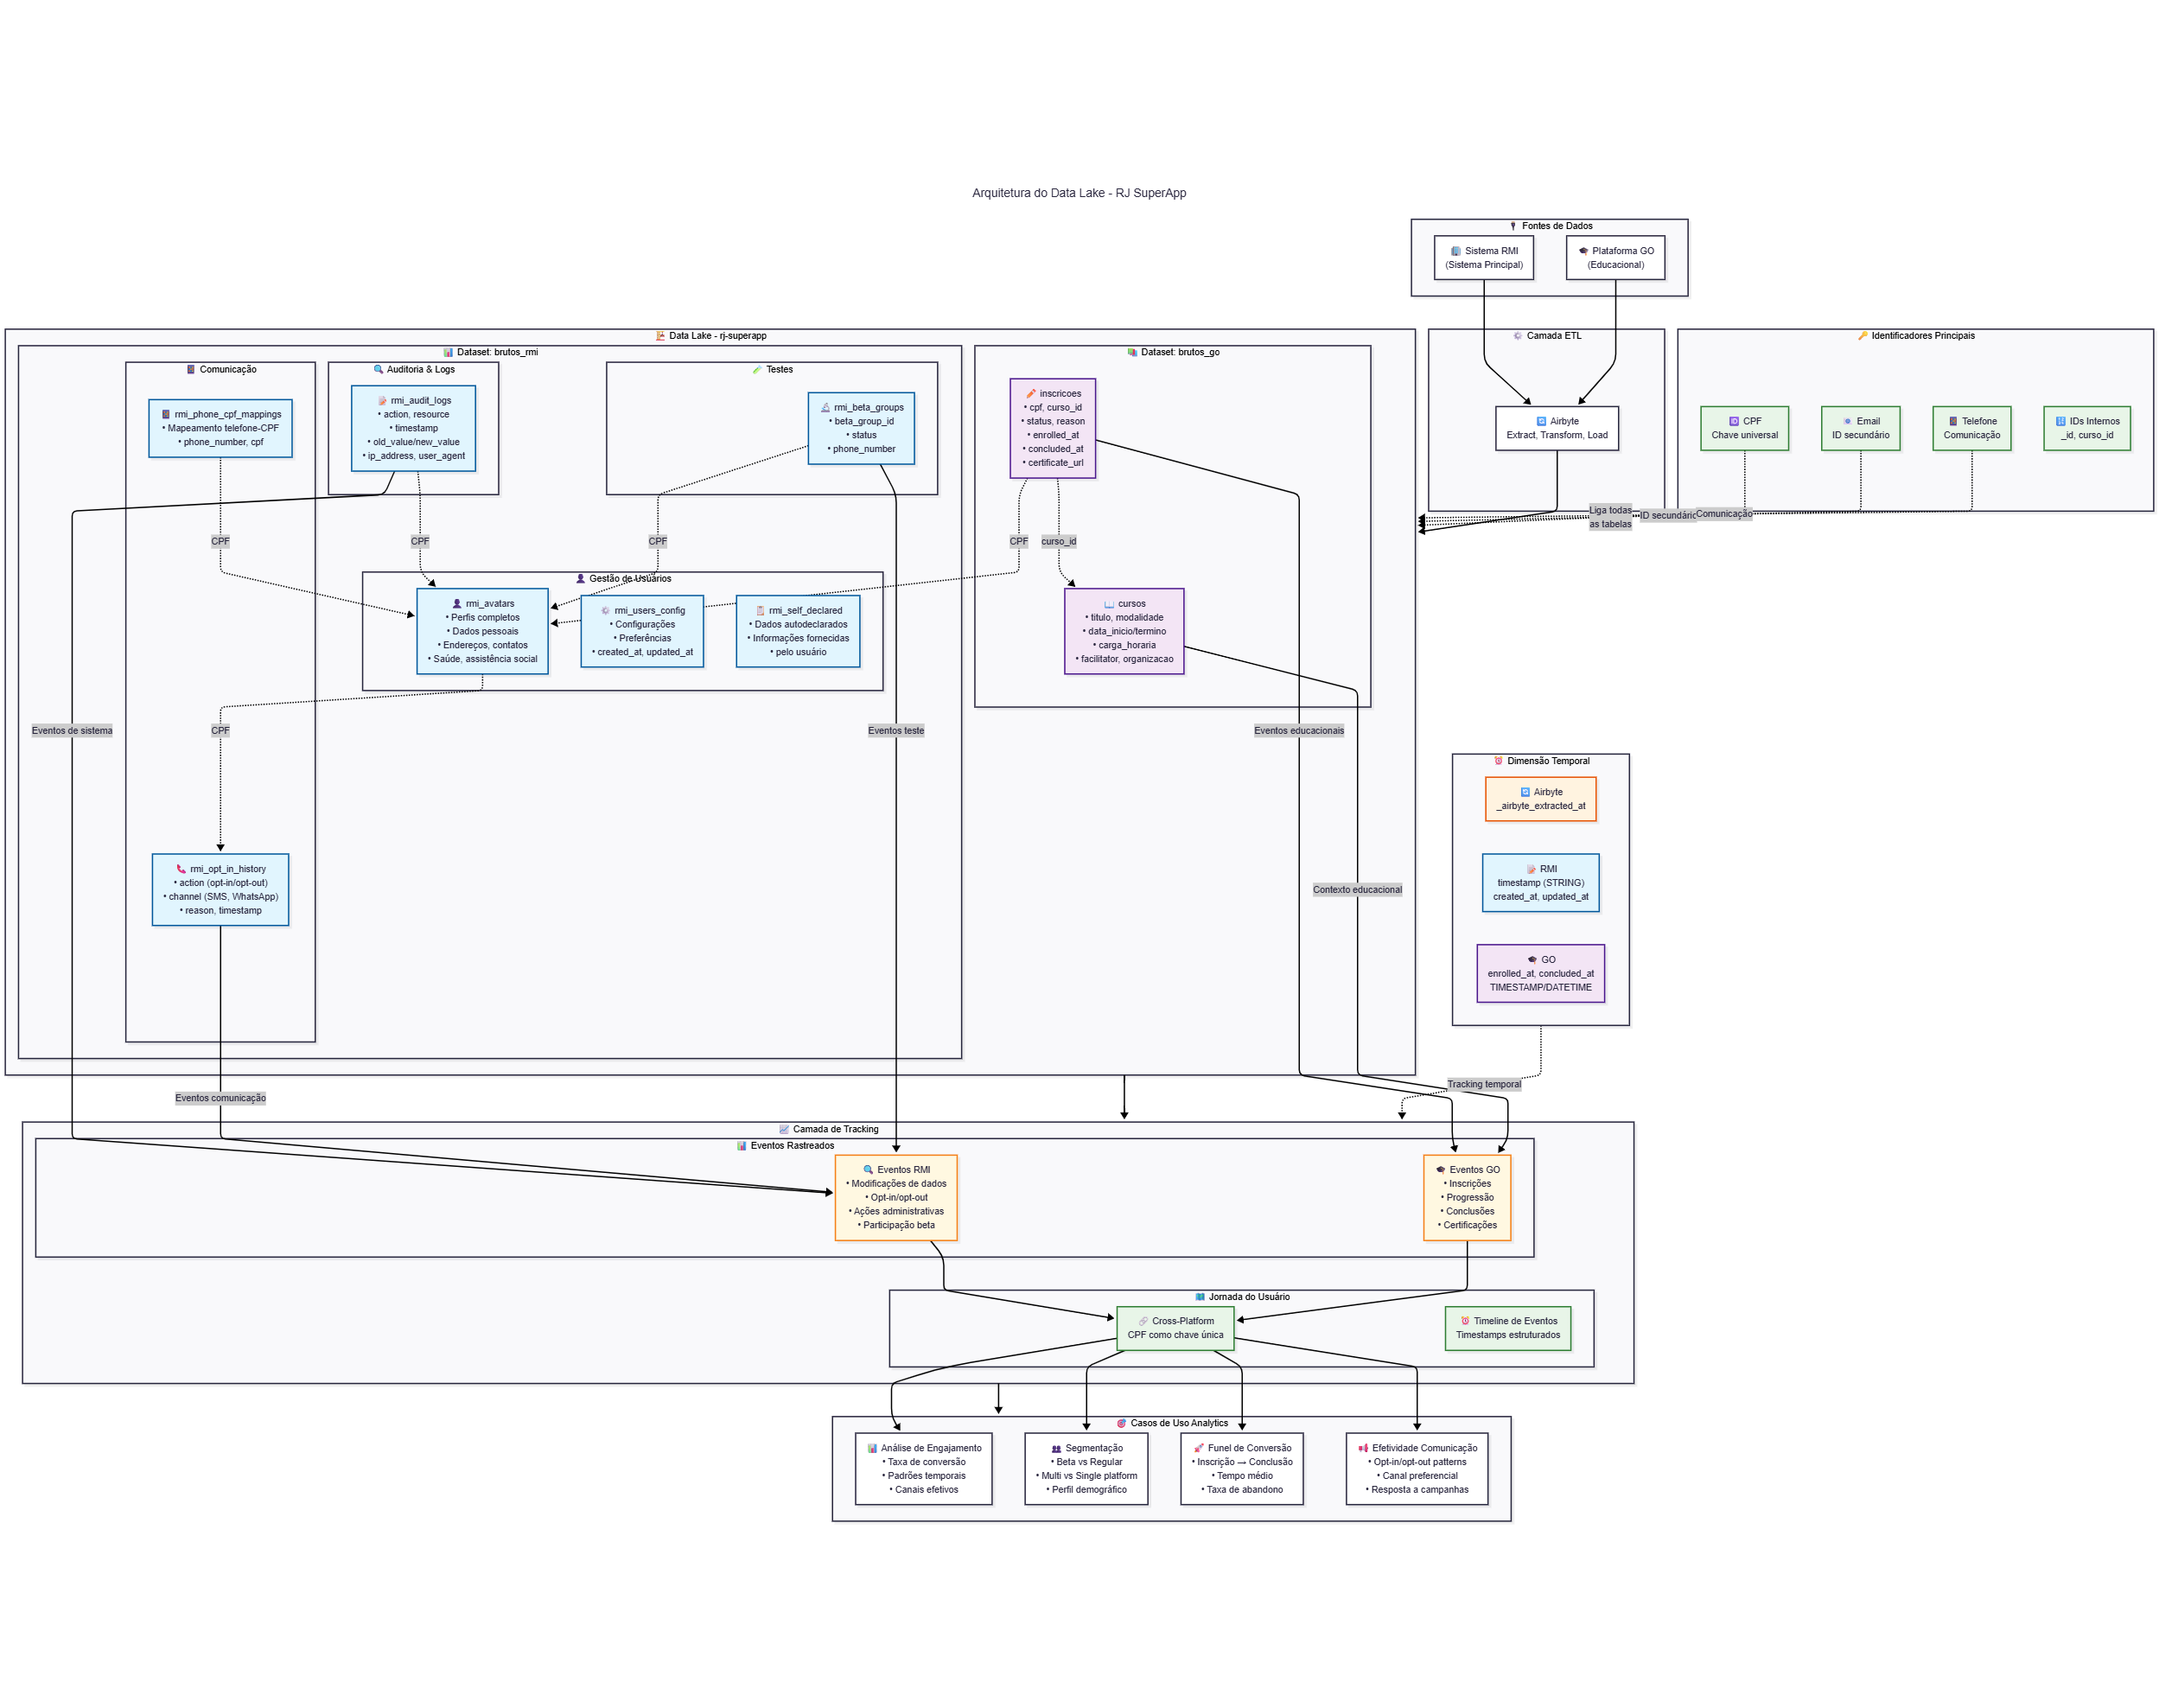 Arquitetura do Data Lake - RJ SuperApp
Fontes de Dados
Sistema RMI
(Sistema Principal)
Plataforma GO
(Educacional)
Data Lake - rj-superapp
Camada ETL
Identificadores Principais
Dataset: brutos_rmi
Dataset: brutos_go
Comunicação
Auditoria & Logs
Testes
rmi_phone_cpf_mappings
• Mapeamento telefone-CPF
• phone_number, cpf
rmi_audit_logs
• action, resource
• timestamp
• old_value/new_value
• ip_address, user_agent
rmi_beta_groups
• beta_group_id
• status
• phone_number
inscricoes
• cpf, curso_id
• status, reason
• enrolled_at
• concluded_at
• certificate_url
Airbyte
Extract, Transform, Load
CPF
Chave universal
Email
ID secundário
Telefone
Comunicação
IDs Internos
_id, curso_id
Liga todas
as tabelas
ID secundário
Comunicação
CPF
CPF
CPF
CPF
curso_id
Gestão de Usuários
rmi_avatars
• Perfis completos
• Dados pessoais
• Endereços, contatos
• Saúde, assistência social
rmi_users_config
• Configurações
• Preferências
• created_at, updated_at
rmi_self_declared
• Dados autodeclarados
• Informações fornecidas
• pelo usuário
cursos
• titulo, modalidade
• data_inicio/termino
• carga_horaria
• facilitator, organizacao
Eventos de sistema
CPF
Eventos teste
Eventos educacionais
Dimensão Temporal
Airbyte
_airbyte_extracted_at
RMI
timestamp (STRING)
created_at, updated_at
GO
enrolled_at, concluded_at
TIMESTAMP/DATETIME
rmi_opt_in_history
• action (opt-in/opt-out)
• channel (SMS, WhatsApp)
• reason, timestamp
Contexto educacional
Eventos comunicação
Tracking temporal
Camada de Tracking
Eventos Rastreados
Eventos RMI
• Modificações de dados
• Opt-in/opt-out
• Ações administrativas
• Participação beta
Eventos GO
• Inscrições
• Progressão
• Conclusões
• Certificações
Jornada do Usuário
Cross-Platform
CPF como chave única
Timeline de Eventos
Timestamps estruturados
Casos de Uso Analytics
Análise de Engajamento
• Taxa de conversão
• Padrões temporais
• Canais efetivos
Segmentação
• Beta vs Regular
• Multi vs Single platform
• Perfil demográfico
Funel de Conversão
• Inscrição → Conclusão
• Tempo médio
• Taxa de abandono
Efetividade Comunicação
• Opt-in/opt-out patterns
• Canal preferencial
• Resposta a campanhas